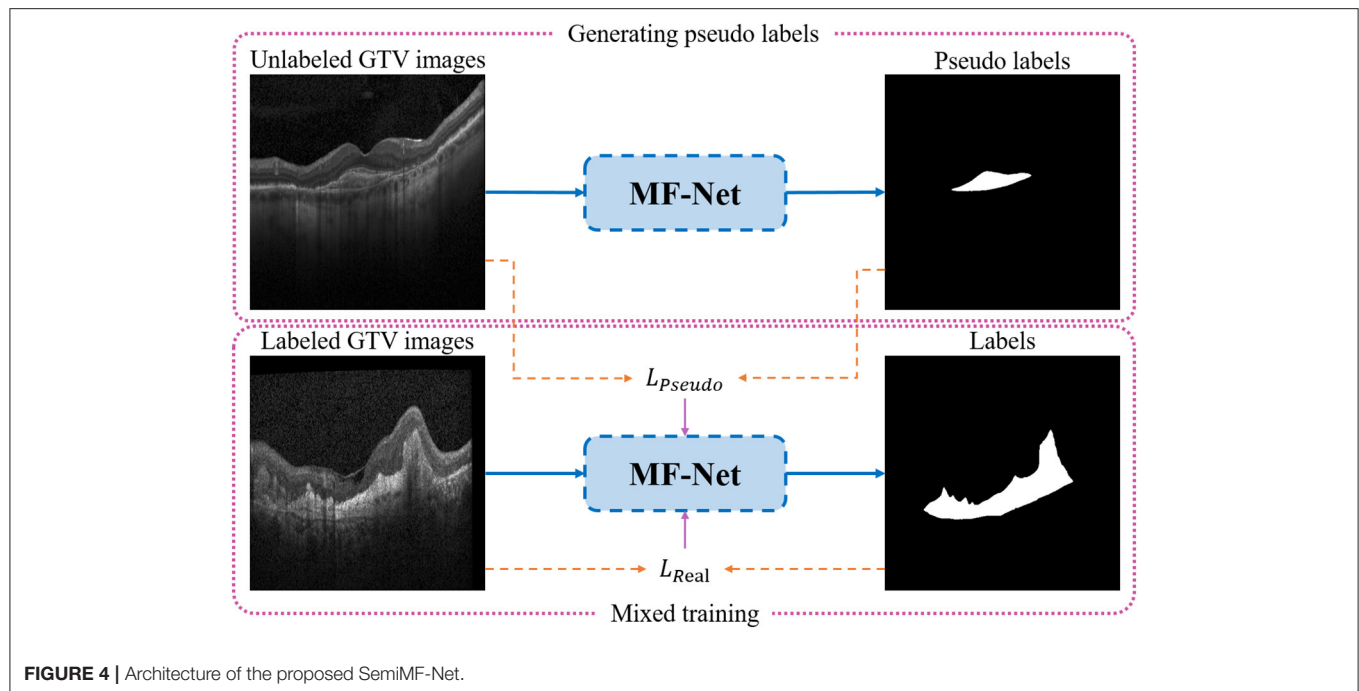 Generating pseudo labels
Unlabeled GTV images
Pseudo labels
MF-Net
Labeled GTV images
Labels
L_Pseudo
MF-Net
L_Real
Mixed training
FIGURE 4 | Architecture of the proposed SemiMF-Net.